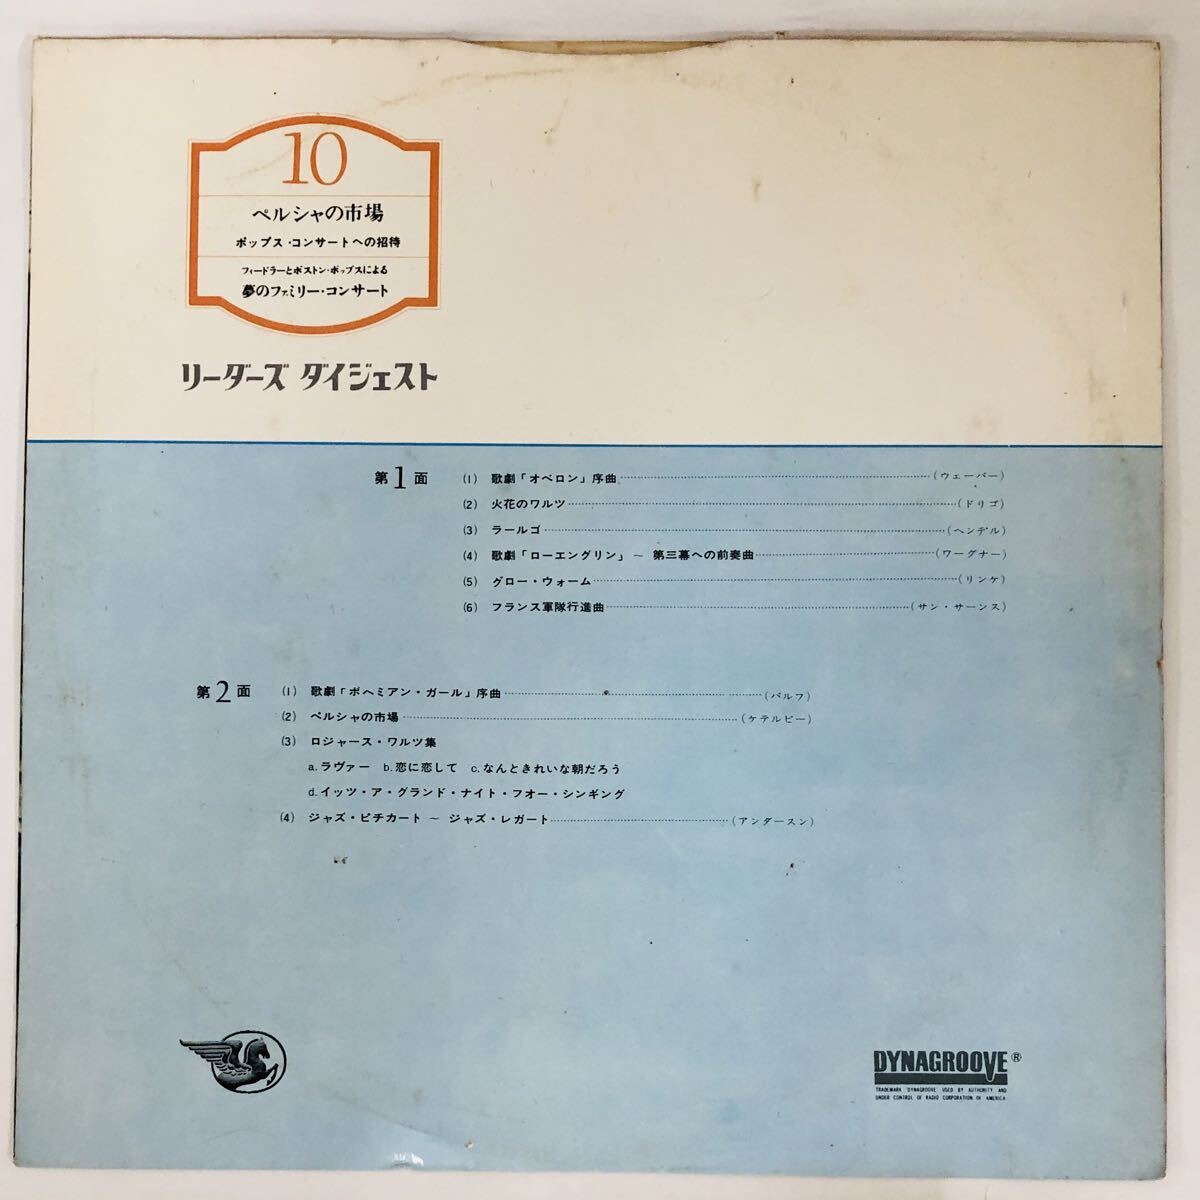 10
ペルシャの市場
ポップス・コンサートへの招待
フィードラーとボストン・ポップスによる
夢のファミリー・コンサート
リーダーズ ダイジェスト
第1面
(1) 歌劇「オベロン」序曲……(ウェーバー)
(2) 火花のワルツ……(ドリゴ)
(3) ラールゴ……(ヘンデル)
(4) 歌劇「ローエングリン」 ~ 第三幕への前奏曲……(ワーグナー)
(5) グロー・ウォーム……(リンケ)
(6) フランス軍隊行進曲……(サン・サーンス)
第2面
(1) 歌劇「ボヘミアン・ガール」序曲……(バルフ)
(2) ペルシャの市場……(ケテルビー)
(3) ロジャース・ワルツ集
a.ラヴァー b.恋に恋して c.なんときれいな朝だろう
d.イッツ・ア・グランド・ナイト・フオー・シンギング
(4) ジャズ・ピチカート ~ ジャズ・レガート……(アンダースン)
DYNAGROOVE®
TRADEMARK "DYNAGROOVE" USED BY AUTHORITY AND
UNDER CONTROL OF RADIO CORPORATION OF AMERICA.